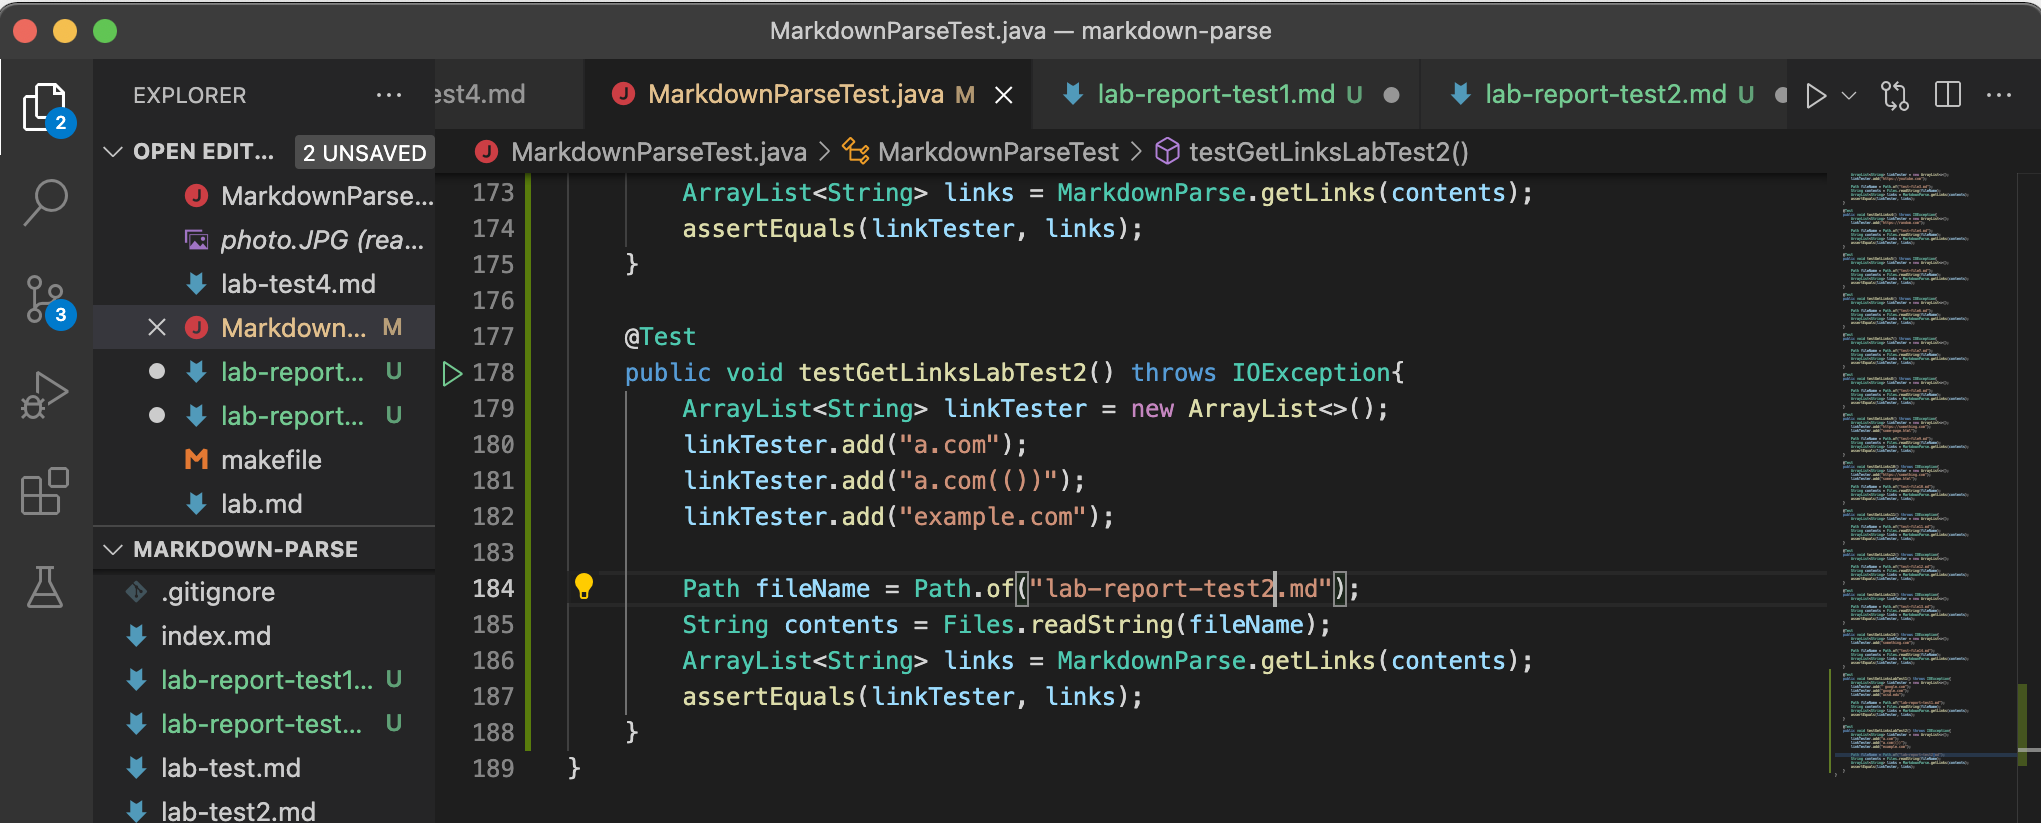 MarkdownParseTest.java — markdown-parse
EXPLORER
est4.md
MarkdownParseTest.java M
lab-report-test1.md U
lab-report-test2.md U
2
OPEN EDIT... 2 UNSAVED
MarkdownParseTest.java > MarkdownParseTest > testGetLinksLabTest2()
MarkdownParse...
photo.JPG (rea...
lab-test4.md
Markdown... M
lab-report... U
lab-report... U
makefile
lab.md
3
MARKDOWN-PARSE
.gitignore
index.md
lab-report-test1... U
lab-report-test... U
lab-test.md
lab-test2.md
173 ArrayList<String> links = MarkdownParse.getLinks(contents);
174 assertEquals(linkTester, links);
175 }
176
177 @Test
178 public void testGetLinksLabTest2() throws IOException{
179 ArrayList<String> linkTester = new ArrayList<>();
180 linkTester.add("a.com");
181 linkTester.add("a.com(())");
182 linkTester.add("example.com");
183
184 Path fileName = Path.of("lab-report-test2.md");
185 String contents = Files.readString(fileName);
186 ArrayList<String> links = MarkdownParse.getLinks(contents);
187 assertEquals(linkTester, links);
188 }
189 }